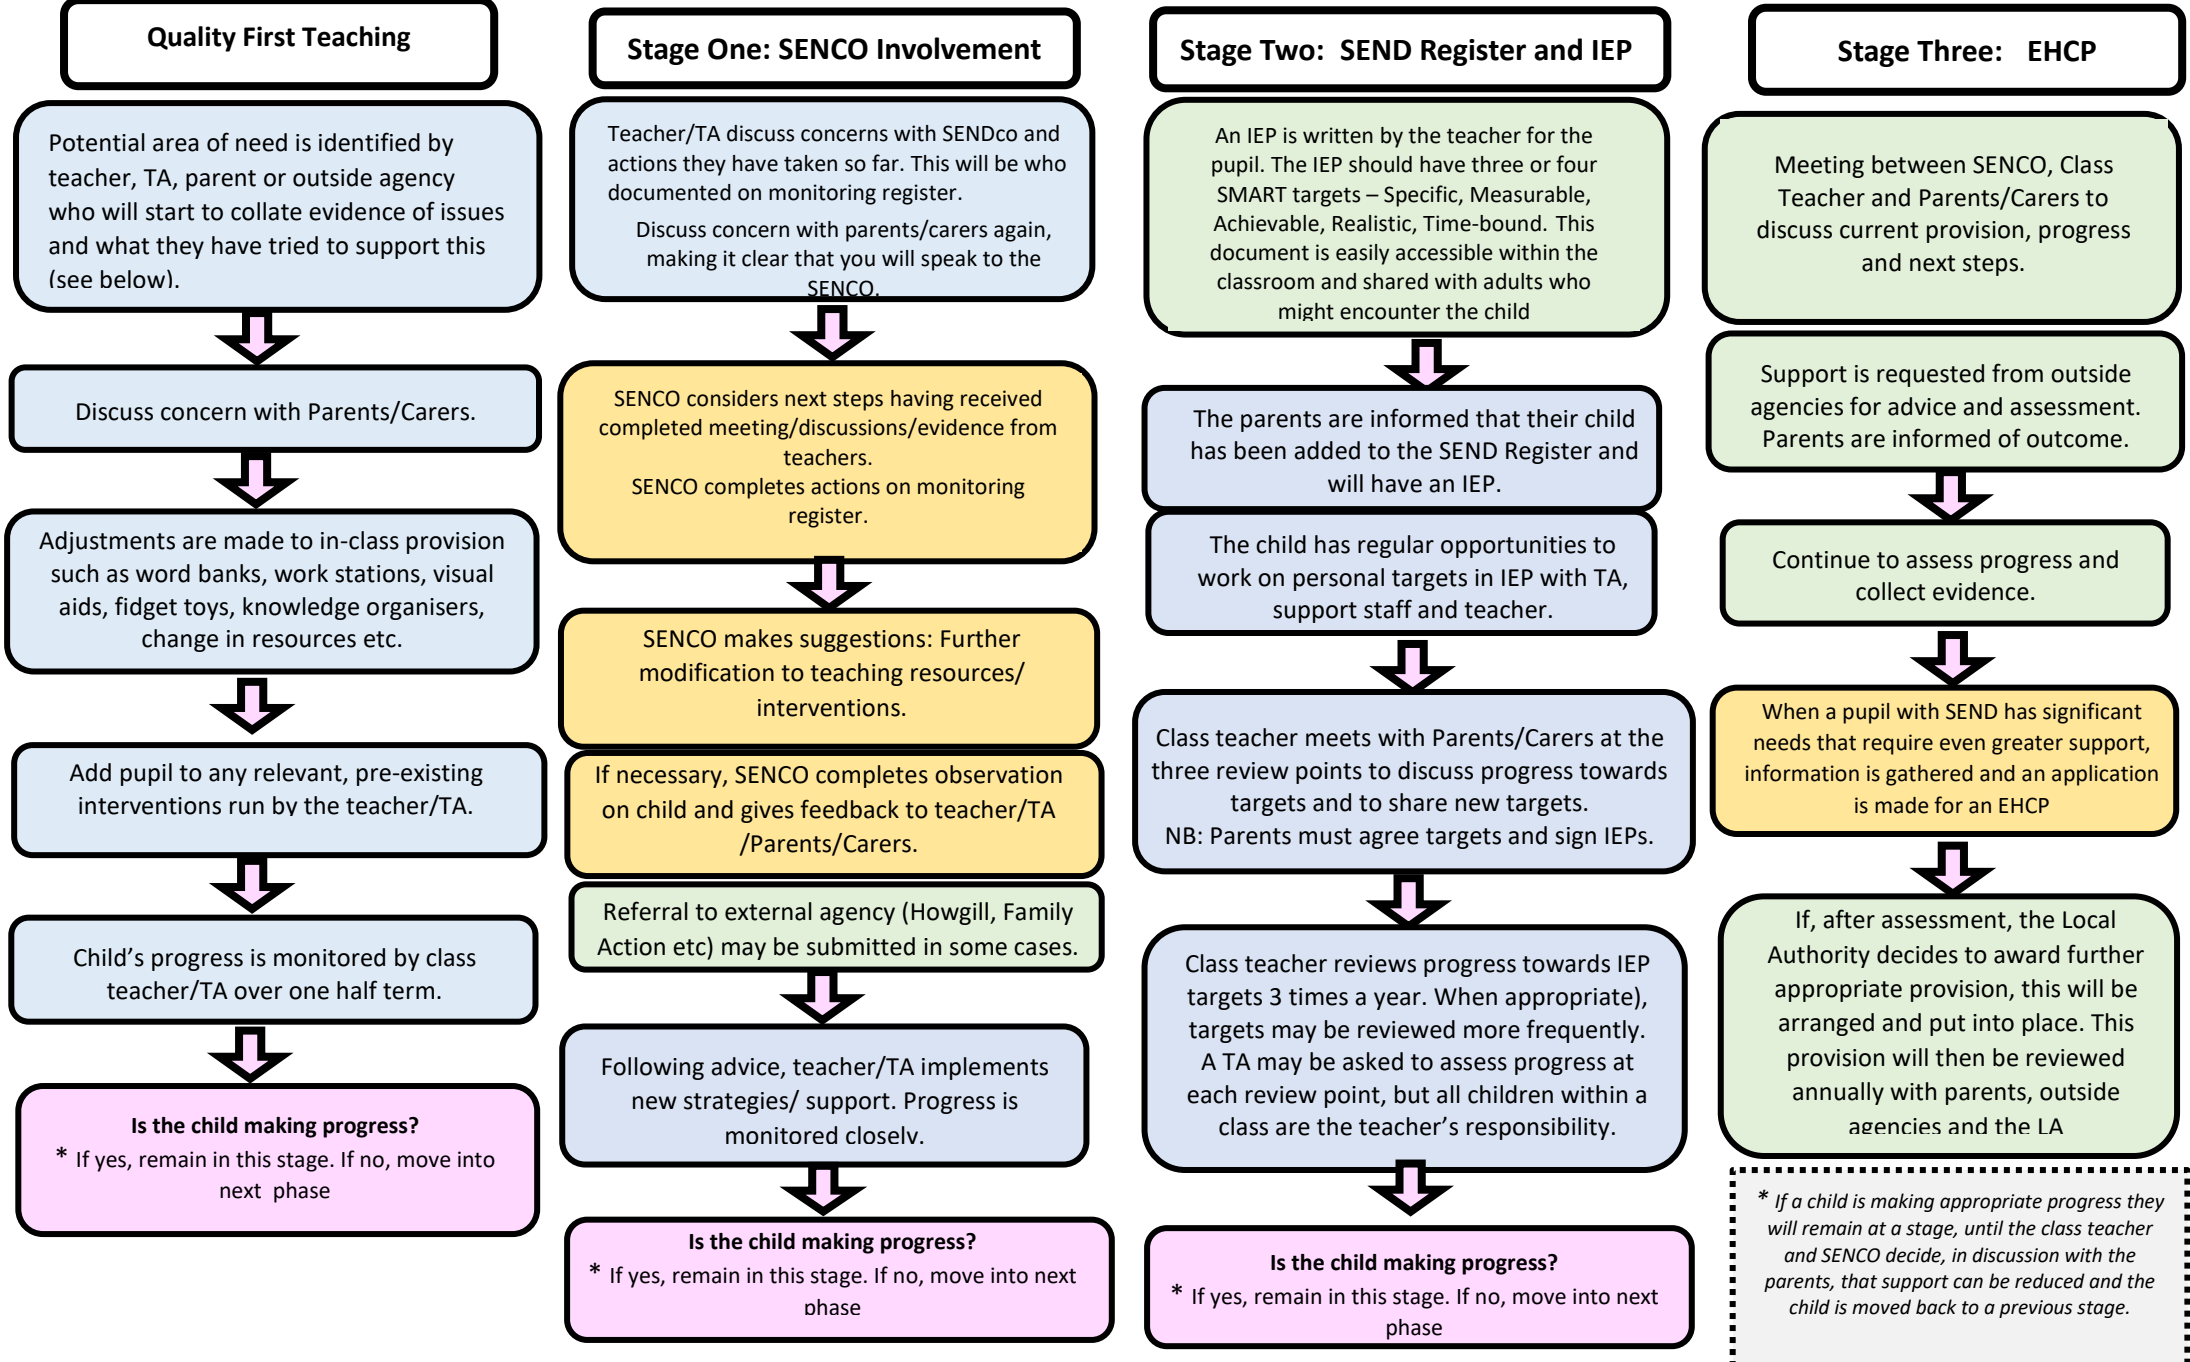 Quality First Teaching
Potential area of need is identified by
teacher, TA, parent or outside agency
who will start to collate evidence of issues
and what they have tried to support this
(see below).
Discuss concern with Parents/Carers.
Adjustments are made to in-class provision
such as word banks, work stations, visual
aids, fidget toys, knowledge organisers,
change in resources etc.
Add pupil to any relevant, pre-existing
interventions run by the teacher/TA.
Child's progress is monitored by class
teacher/TA over one half term.
Is the child making progress?
* If yes, remain in this stage. If no, move into
next phase
Stage One: SENCO Involvement
Teacher/TA discuss concerns with SENDco and
actions they have taken so far. This will be who
documented on monitoring register.
Discuss concern with parents/carers again,
making it clear that you will speak to the
SENCO.
SENCO considers next steps having received
completed meeting/discussions/evidence from
teachers.
SENCO completes actions on monitoring
register.
SENCO makes suggestions: Further
modification to teaching resources/
interventions.
If necessary, SENCO completes observation
on child and gives feedback to teacher/TA
/Parents/Carers.
Referral to external agency (Howgill, Family
Action etc) may be submitted in some cases.
Following advice, teacher/TA implements
new strategies/ support. Progress is
monitored closely.
Is the child making progress?
* If yes, remain in this stage. If no, move into next
phase
Stage Two: SEND Register and IEP
An IEP is written by the teacher for the
pupil. The IEP should have three or four
SMART targets – Specific, Measurable,
Achievable, Realistic, Time-bound. This
document is easily accessible within the
classroom and shared with adults who
might encounter the child
The parents are informed that their child
has been added to the SEND Register and
will have an IEP.
The child has regular opportunities to
work on personal targets in IEP with TA,
support staff and teacher.
Class teacher meets with Parents/Carers at the
three review points to discuss progress towards
targets and to share new targets.
NB: Parents must agree targets and sign IEPs.
Class teacher reviews progress towards IEP
targets 3 times a year. When appropriate),
targets may be reviewed more frequently.
A TA may be asked to assess progress at
each review point, but all children within a
class are the teacher's responsibility.
Is the child making progress?
* If yes, remain in this stage. If no, move into next
phase
Stage Three: EHCP
Meeting between SENCO, Class
Teacher and Parents/Carers to
discuss current provision, progress
and next steps.
Support is requested from outside
agencies for advice and assessment.
Parents are informed of outcome.
Continue to assess progress and
collect evidence.
When a pupil with SEND has significant
needs that require even greater support,
information is gathered and an application
is made for an EHCP
If, after assessment, the Local
Authority decides to award further
appropriate provision, this will be
arranged and put into place. This
provision will then be reviewed
annually with parents, outside
agencies and the LA
* If a child is making appropriate progress they
will remain at a stage, until the class teacher
and SENCO decide, in discussion with the
parents, that support can be reduced and the
child is moved back to a previous stage.